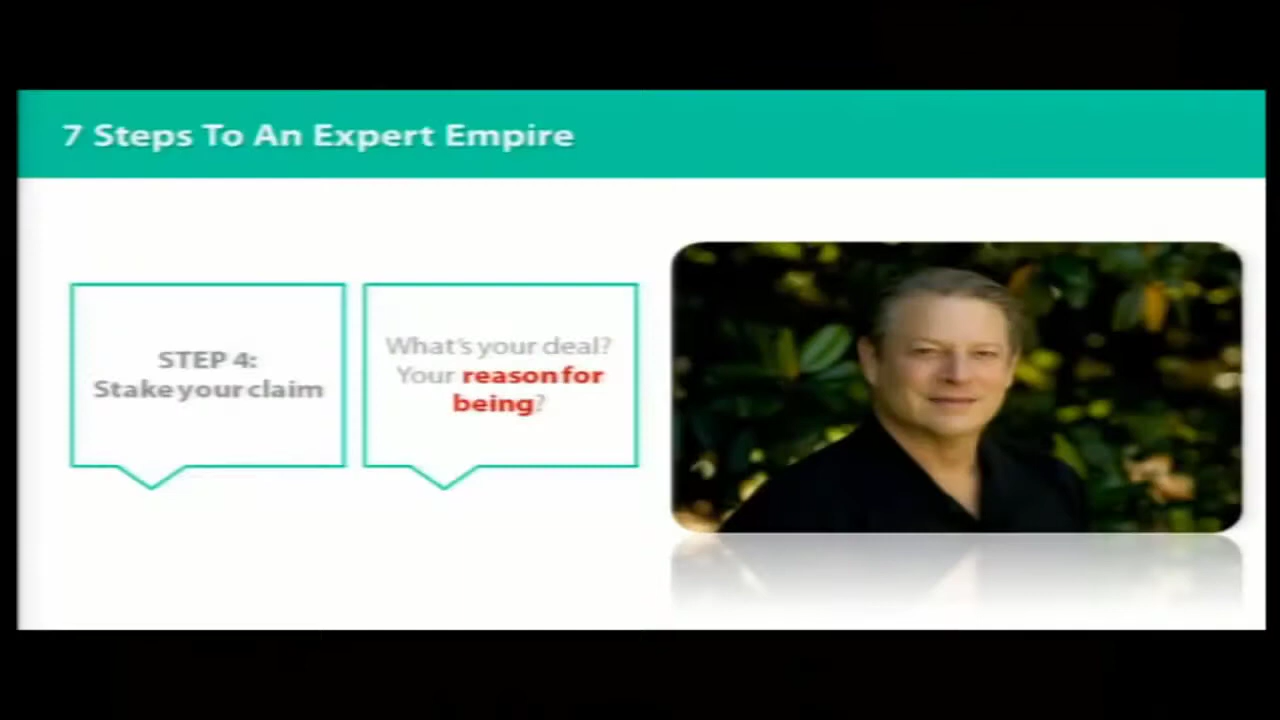 7 Steps To An Expert Empire
STEP 4:
Stake your claim
What's your deal?
Your reason for
being?